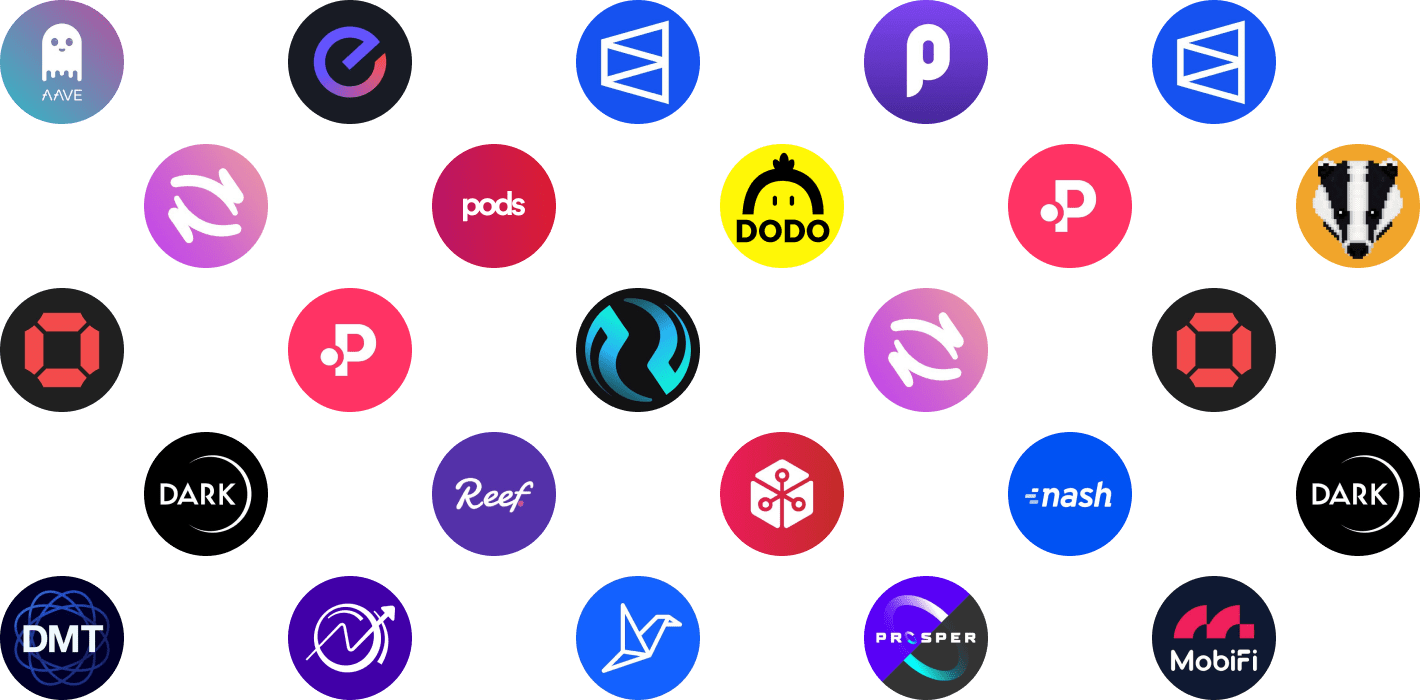 AAVE
pods
DODO
P
P
DARK
Reef
nash
DARK
DMT
PROSPER
MobiFi